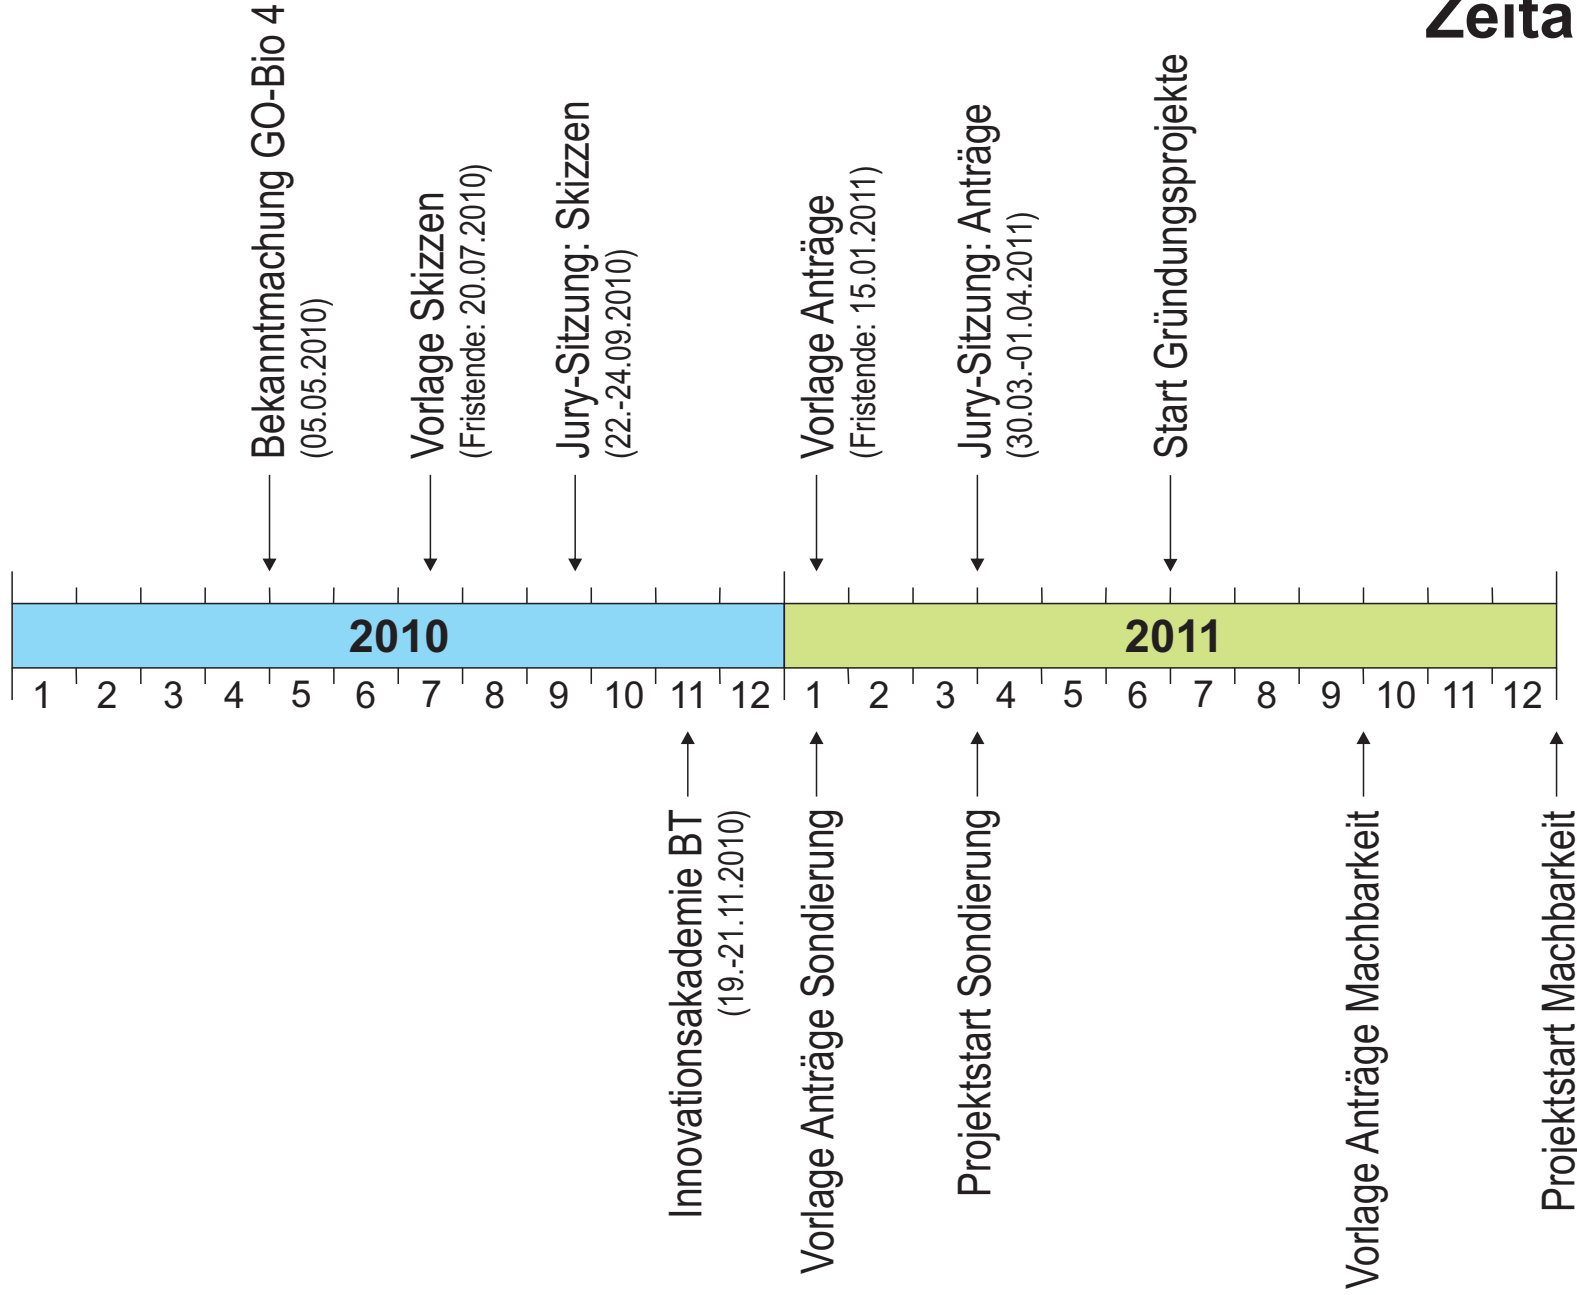 Zeita
Bekanntmachung GO-Bio 4
(05.05.2010)
Vorlage Skizzen
(Fristende: 20.07.2010)
Jury-Sitzung: Skizzen
(22.-24.09.2010)
Vorlage Anträge
(Fristende: 15.01.2011)
Jury-Sitzung: Anträge
(30.03.-01.04.2011)
Start Gründungsprojekte
2010 2011
1 2 3 4 5 6 7 8 9 10 11 12 1 2 3 4 5 6 7 8 9 10 11 12
Innovationsakademie BT
(19.-21.11.2010)
Vorlage Anträge Sondierung
Projektstart Sondierung
Vorlage Anträge Machbarkeit
Projektstart Machbarkeit